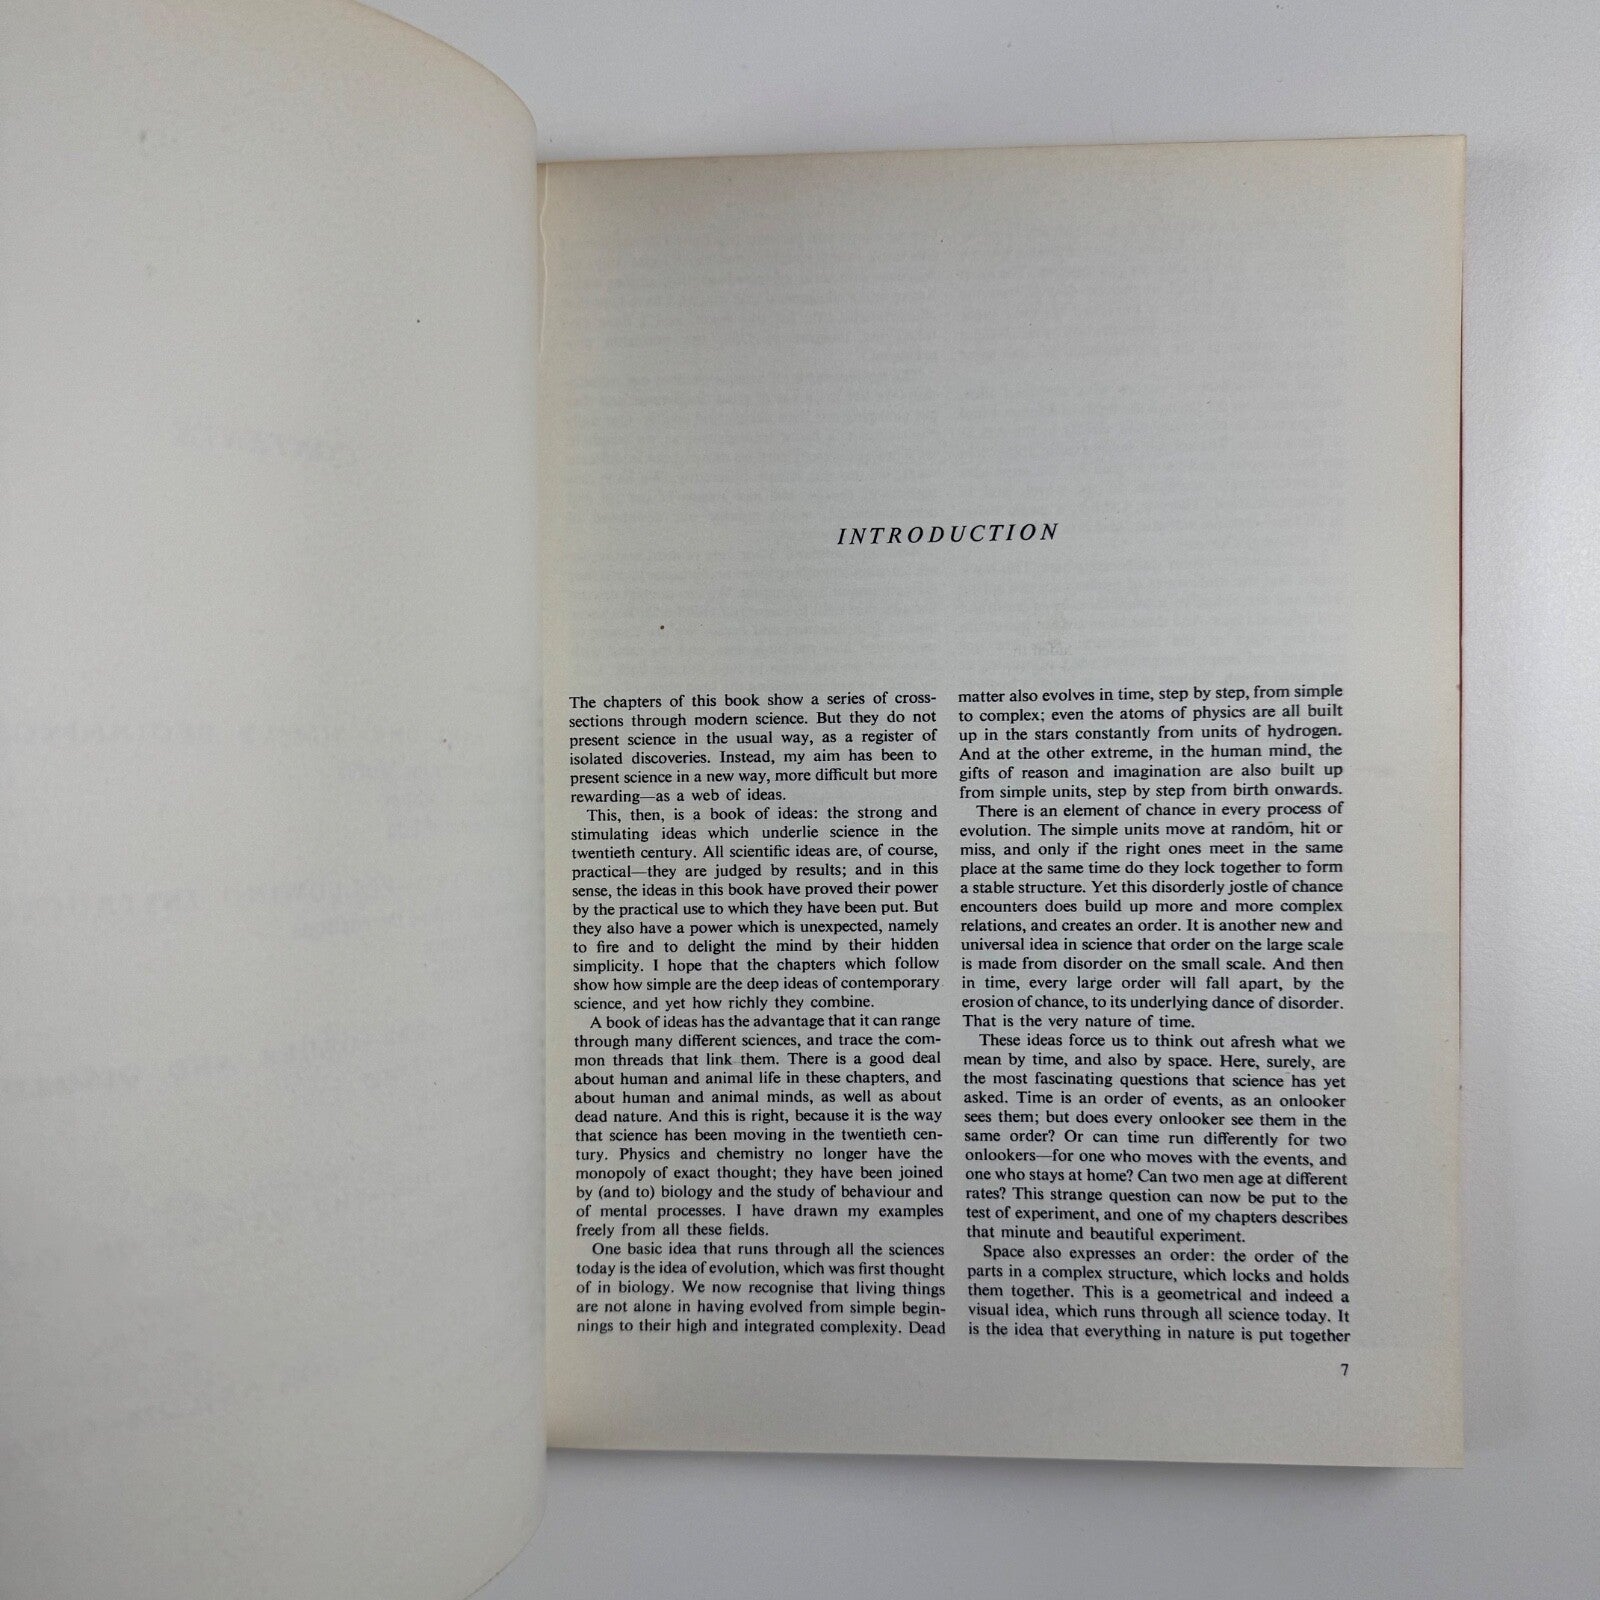 INTRODUCTION
The chapters of this book show a series of cross-
sections through modern science. But they do not
present science in the usual way, as a register of
isolated discoveries. Instead, my aim has been to
present science in a new way, more difficult but more
rewarding—as a web of ideas.
This, then, is a book of ideas: the strong and
stimulating ideas which underlie science in the
twentieth century. All scientific ideas are, of course,
practical—they are judged by results; and in this
sense, the ideas in this book have proved their power
by the practical use to which they have been put. But
they also have a power which is unexpected, namely
to fire and to delight the mind by their hidden
simplicity. I hope that the chapters which follow
show how simple are the deep ideas of contemporary
science, and yet how richly they combine.
A book of ideas has the advantage that it can range
through many different sciences, and trace the com-
mon threads that link them. There is a good deal
about human and animal life in these chapters, and
about human and animal minds, as well as about
dead nature. And this is right, because it is the way
that science has been moving in the twentieth cen-
tury. Physics and chemistry no longer have the
monopoly of exact thought; they have been joined
by (and to) biology and the study of behaviour and
of mental processes. I have drawn my examples
freely from all these fields.
One basic idea that runs through all the sciences
today is the idea of evolution, which was first thought
of in biology. We now recognise that living things
are not alone in having evolved from simple begin-
nings to their high and integrated complexity. Dead
matter also evolves in time, step by step, from simple
to complex; even the atoms of physics are all built
up in the stars constantly from units of hydrogen.
And at the other extreme, in the human mind, the
gifts of reason and imagination are also built up
from simple units, step by step from birth onwards.
There is an element of chance in every process of
evolution. The simple units move at random, hit or
miss, and only if the right ones meet in the same
place at the same time do they lock together to form
a stable structure. Yet this disorderly jostle of chance
encounters does build up more and more complex
relations, and creates an order. It is another new and
universal idea in science that order on the large scale
is made from disorder on the small scale. And then
in time, every large order will fall apart, by the
erosion of chance, to its underlying dance of disorder.
That is the very nature of time.
These ideas force us to think out afresh what we
mean by time, and also by space. Here, surely, are
the most fascinating questions that science has yet
asked. Time is an order of events, as an onlooker
sees them; but does every onlooker see them in the
same order? Or can time run differently for two
onlookers—for one who moves with the events, and
one who stays at home? Can two men age at different
rates? This strange question can now be put to the
test of experiment, and one of my chapters describes
that minute and beautiful experiment.
Space also expresses an order: the order of the
parts in a complex structure, which locks and holds
them together. This is a geometrical and indeed a
visual idea, which runs through all science today. It
is the idea that everything in nature is put together
7